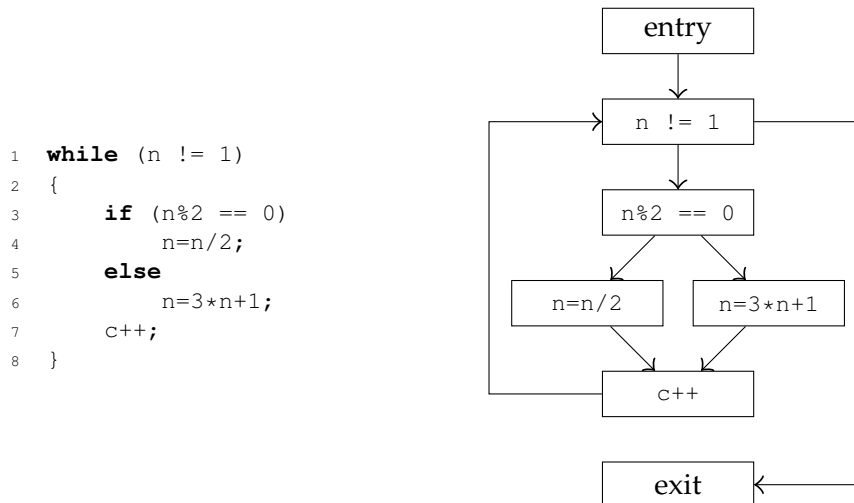 1 while (n != 1)
2 {
3 if (n%2 == 0)
4 n=n/2;
5 else
6 n=3*n+1;
7 c++;
8 }
entry
n != 1
n%2 == 0
n=n/2
n=3*n+1
c++
exit